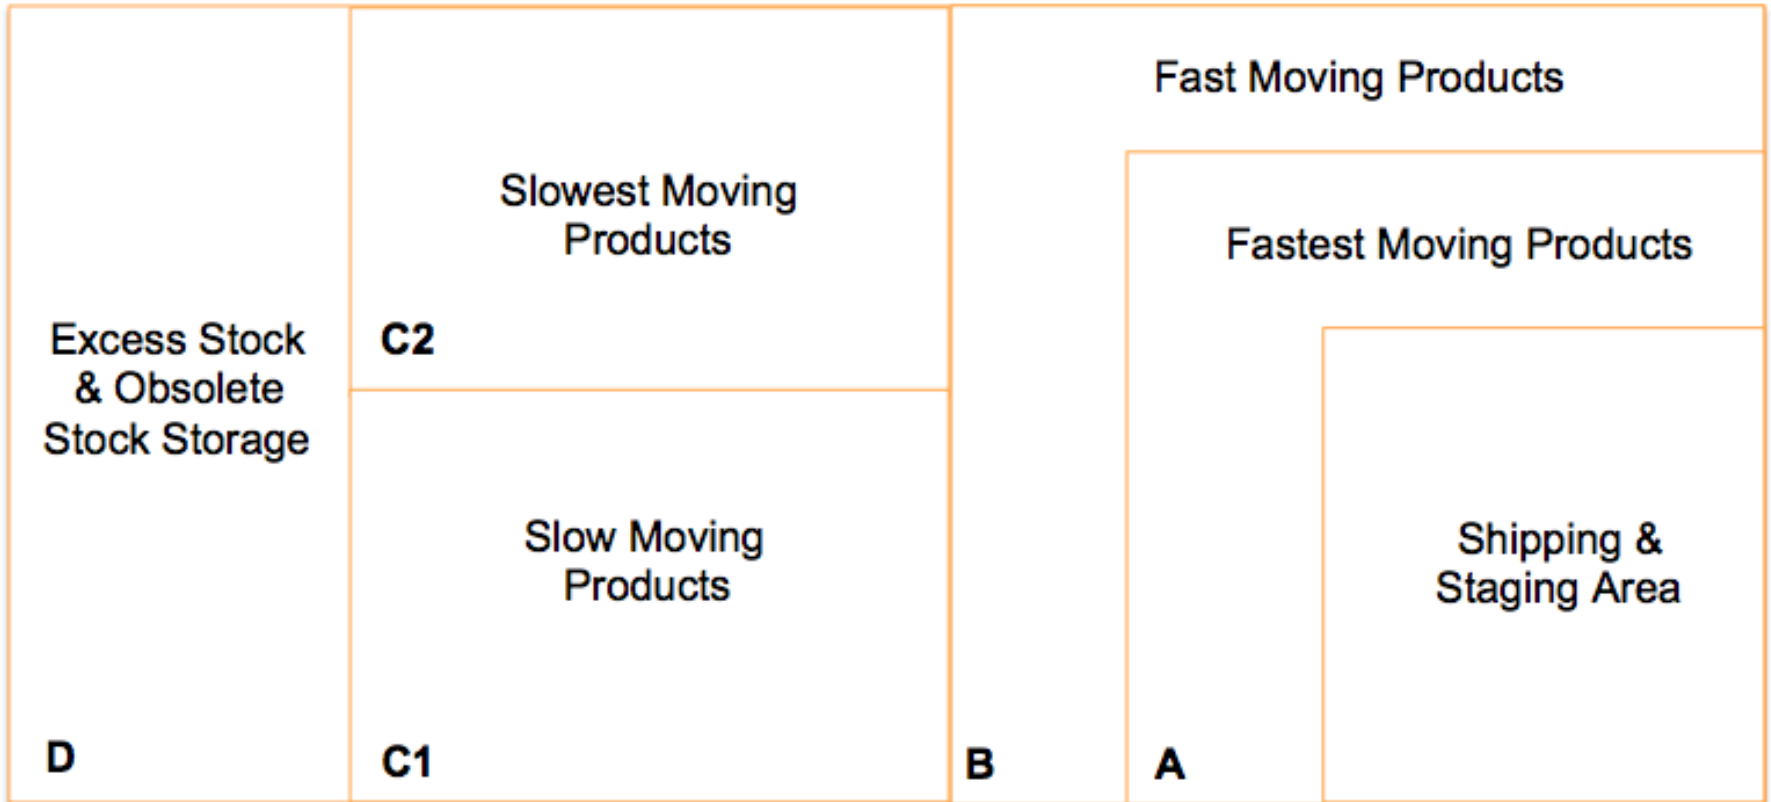 Fast Moving Products
Slowest Moving
Products
Fastest Moving Products
Excess Stock
& Obsolete
Stock Storage
C2
Slow Moving
Products
Shipping &
Staging Area
D
C1
B
A